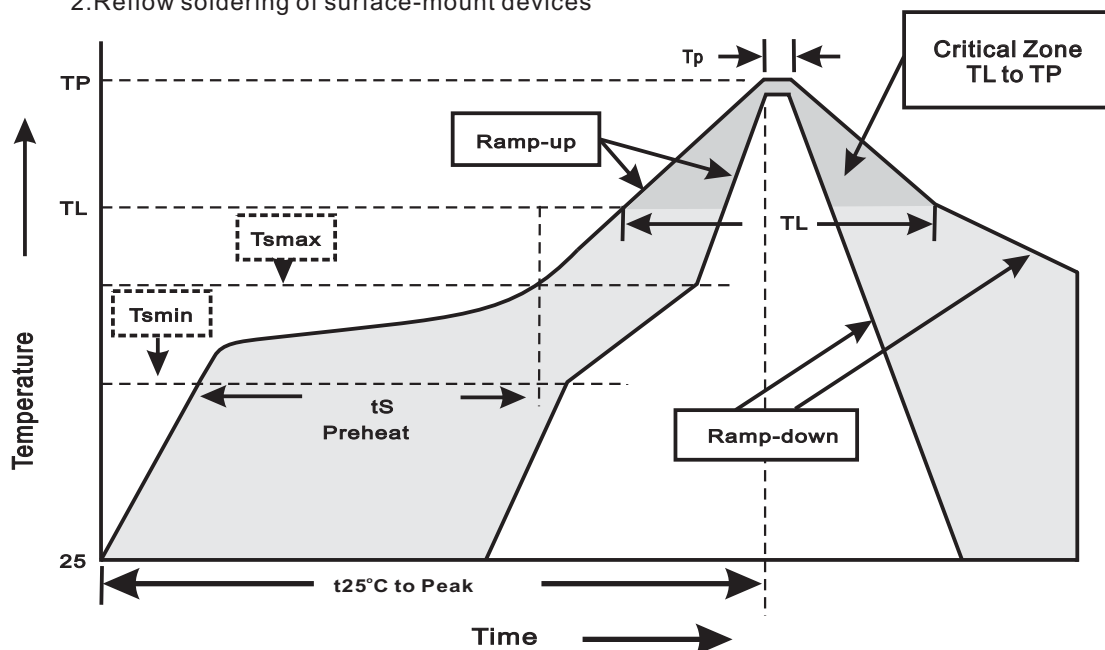 2.Reflow soldering of surface-mount devices
Tp
Critical Zone
TL to TP
TP
Ramp-up
TL
Tsmax
TL
Tsmin
Temperature
tS
Preheat
Ramp-down
25
t25°C to Peak
Time